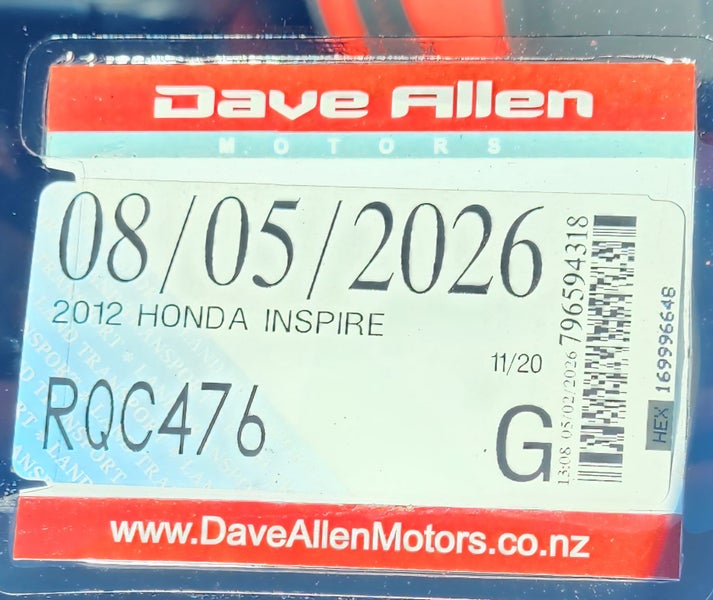 Dave Allen
MOTORS
08/05/2026
2012 HONDA INSPIRE
11/20
RQC476
G
13:08 05/02/2026 796594318
HEX 169996648
www.DaveAllenMotors.co.nz